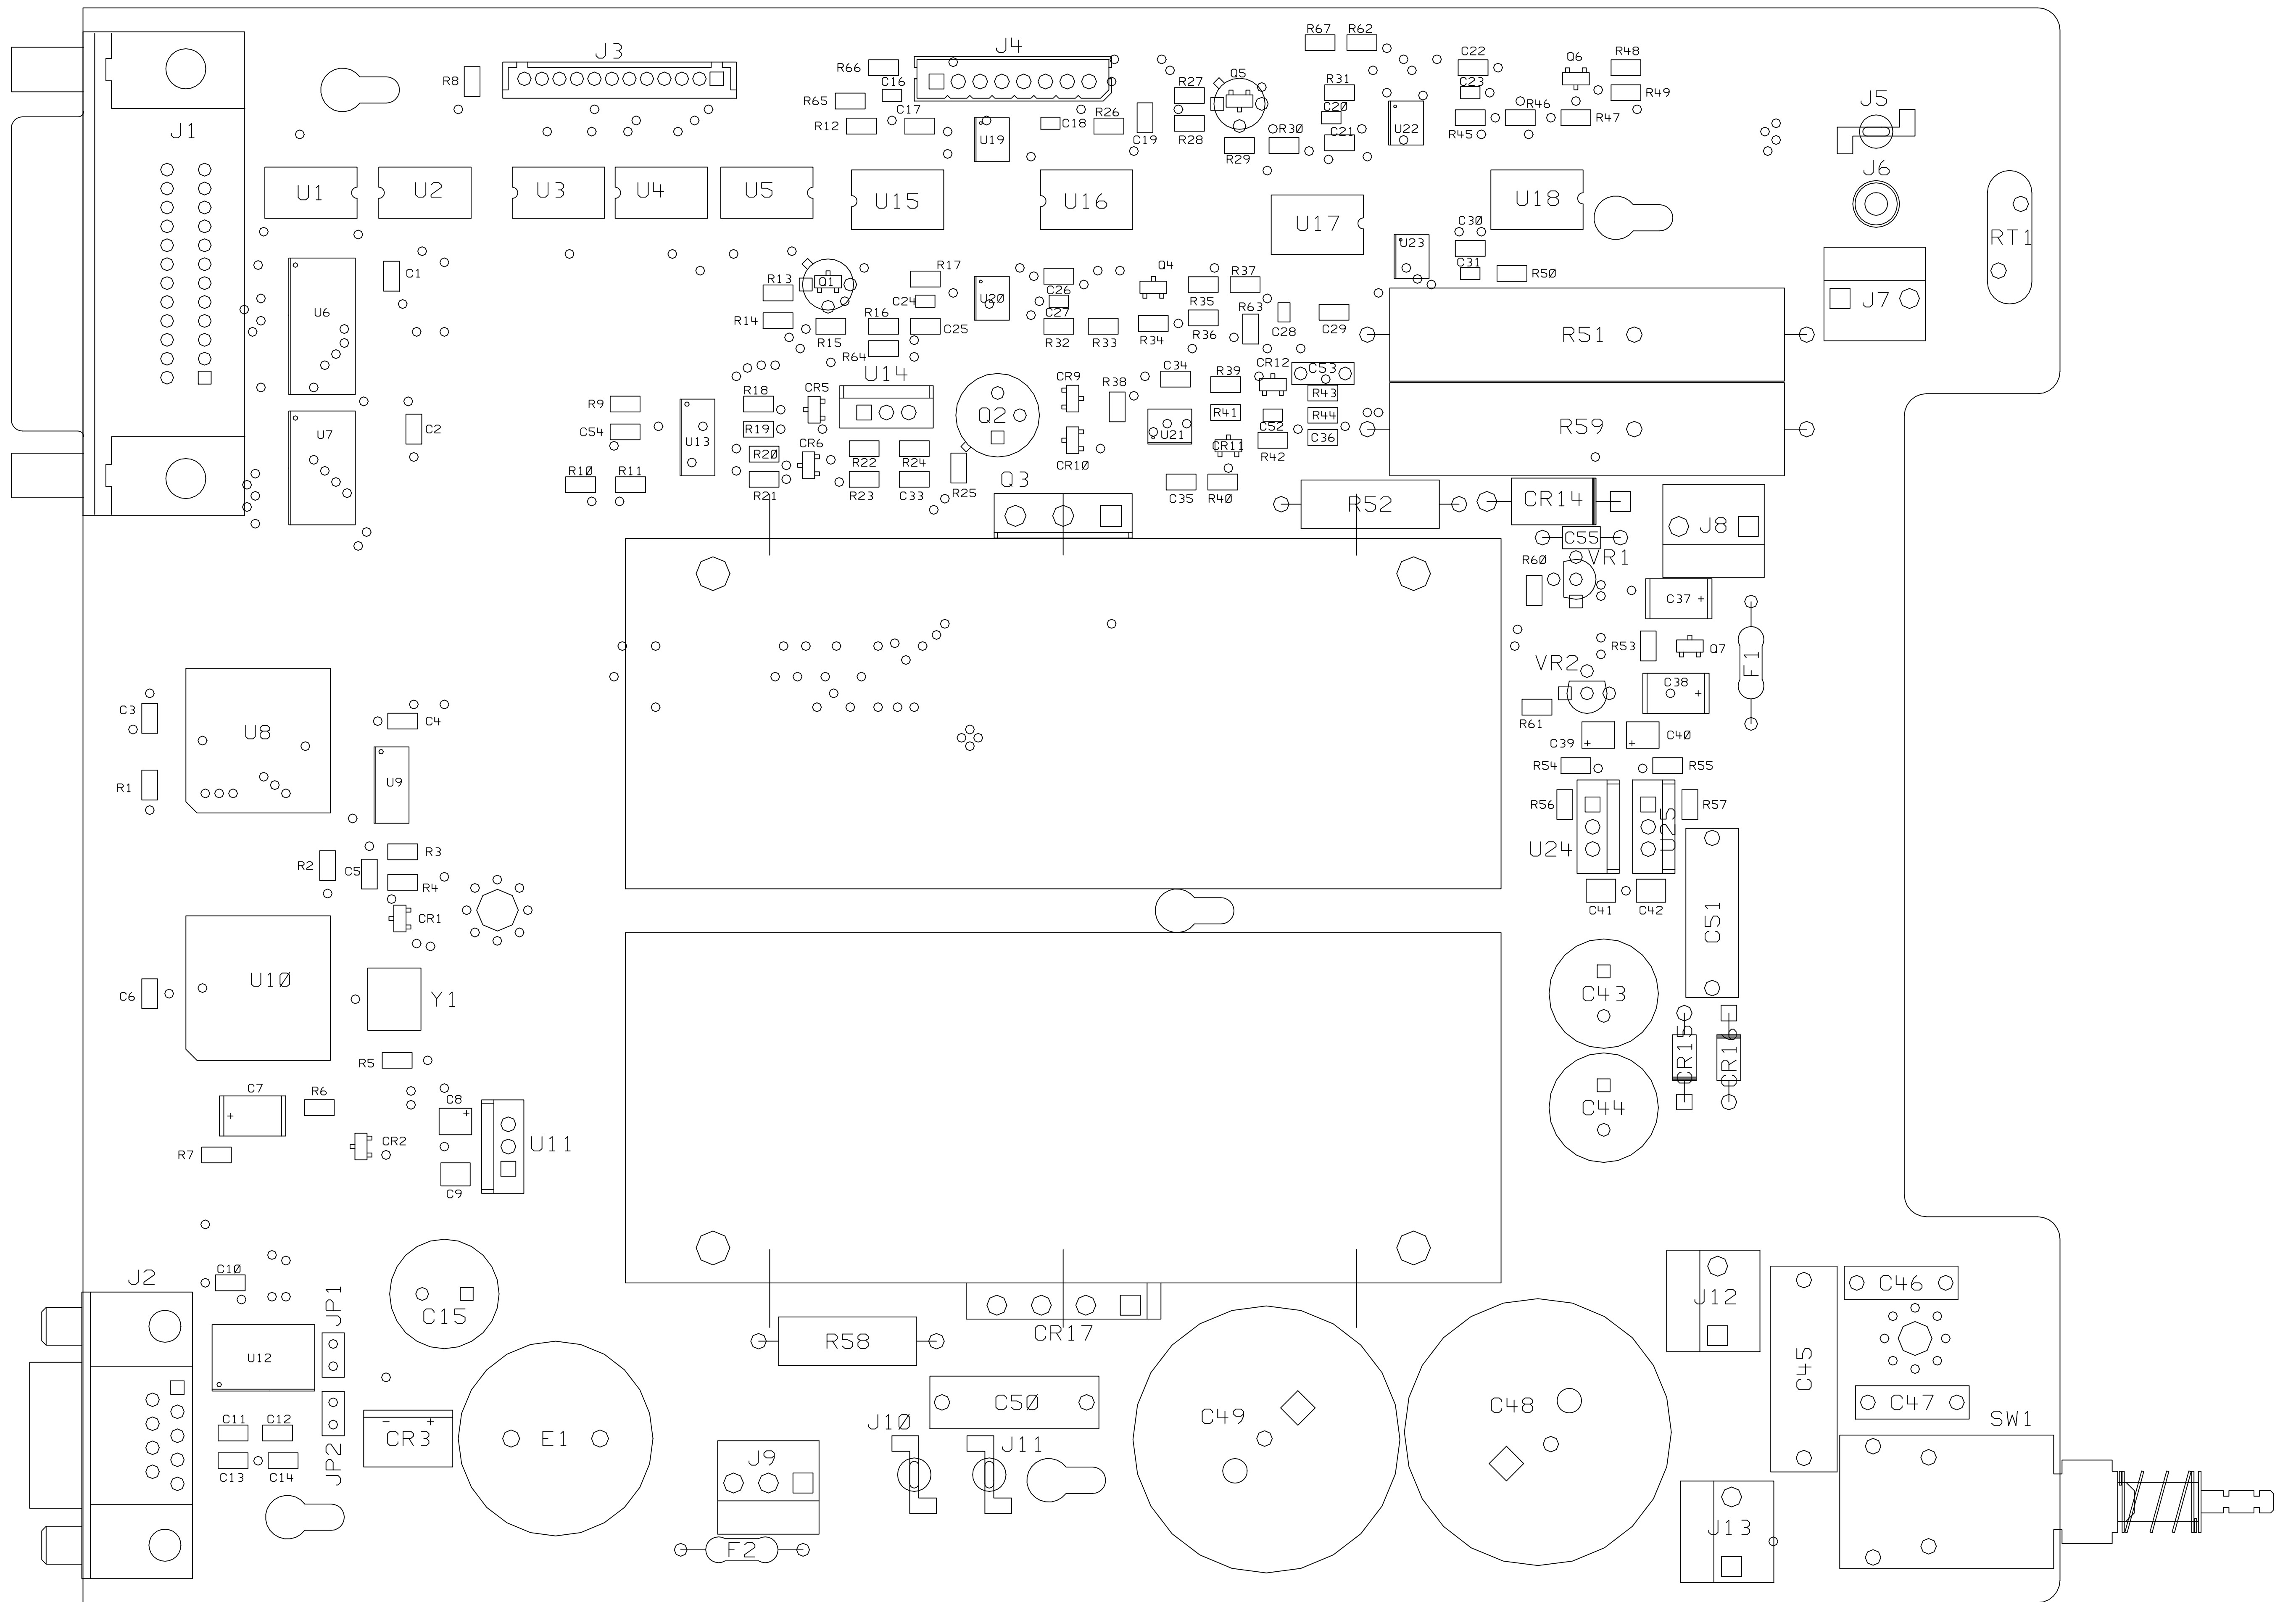 R67 R62
J3 J4 C22 Q6 R48
R8 R66 C16 R27 Q5 R31 C23 R49 J5
R65 C17 R26 C20 R46
J1 R12 U19 C18 C19 R28 R29 R30 C21 U22 R45 R47
J6
U1 U2 U3 U4 U5 U15 U16 U17 U18
C30 U23 RT1
C1 R13 Q1 R17 Q4 R37 C31 R50
U6 C24 U20 C26 R35 J7
R14 R16 C25 C27 R63 C28 C29
R15 R64 R32 R33 R34 R36 R51
U14 C34 R39 CR12 C53
R9 R18 CR5 Q2 CR9 R38 R43
C2 R41 R44
U7 C54 U13 R19 U21 C52 C36 R59
CR6 CR11
R20 R22 R24 CR10 R42
R10 R11 R21 R23 C33 R25 Q3 C35 R40 R52 CR14
J8
C55
R60 VR1
C37
R53 Q7 F1
VR2
C38
C3 U8 C4 R61
C39 C40
R54 R55
R1 U9
R56 R57
U24 U25
R2 C5 R3
R4
CR1 C41 C42 C51
C6 U10 Y1 C43
R5 CR15 CR16
C7 R6 C8 C44
R7 CR2 U11
C9
C10 J2 JP1 C15 J12 C46
CR17
U12 R58
C45
C11 C12 CR3 E1 C50 C49 C48 C47
J10 J11 SW1
C13 C14 JP2 J9
J13
F2